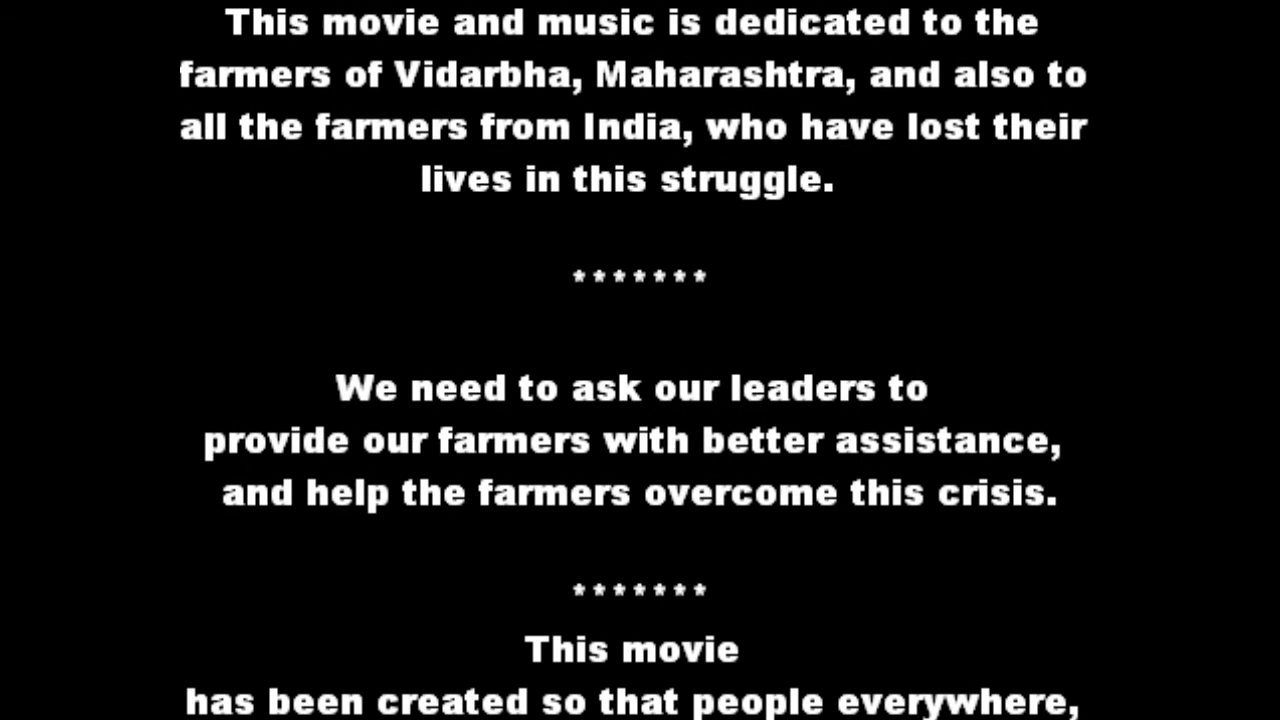 This movie and music is dedicated to the
farmers of Vidarbha, Maharashtra, and also to
all the farmers from India, who have lost their
lives in this struggle.
*******
We need to ask our leaders to
provide our farmers with better assistance,
and help the farmers overcome this crisis.
*******
This movie
has been created so that people everywhere,